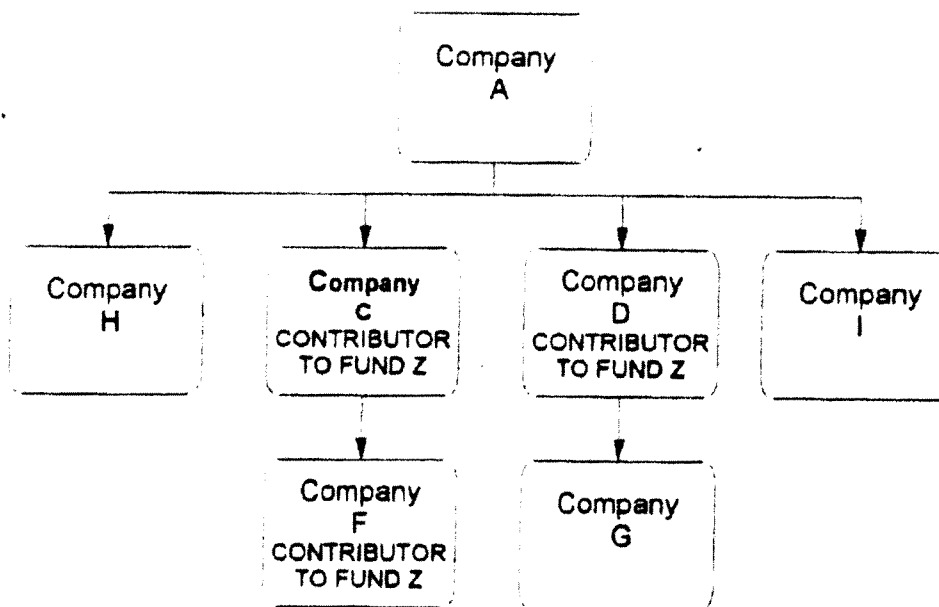 Company
A
Company
H
Company
C
CONTRIBUTOR
TO FUND Z
Company
D
CONTRIBUTOR
TO FUND Z
Company
I
Company
F
CONTRIBUTOR
TO FUND Z
Company
G